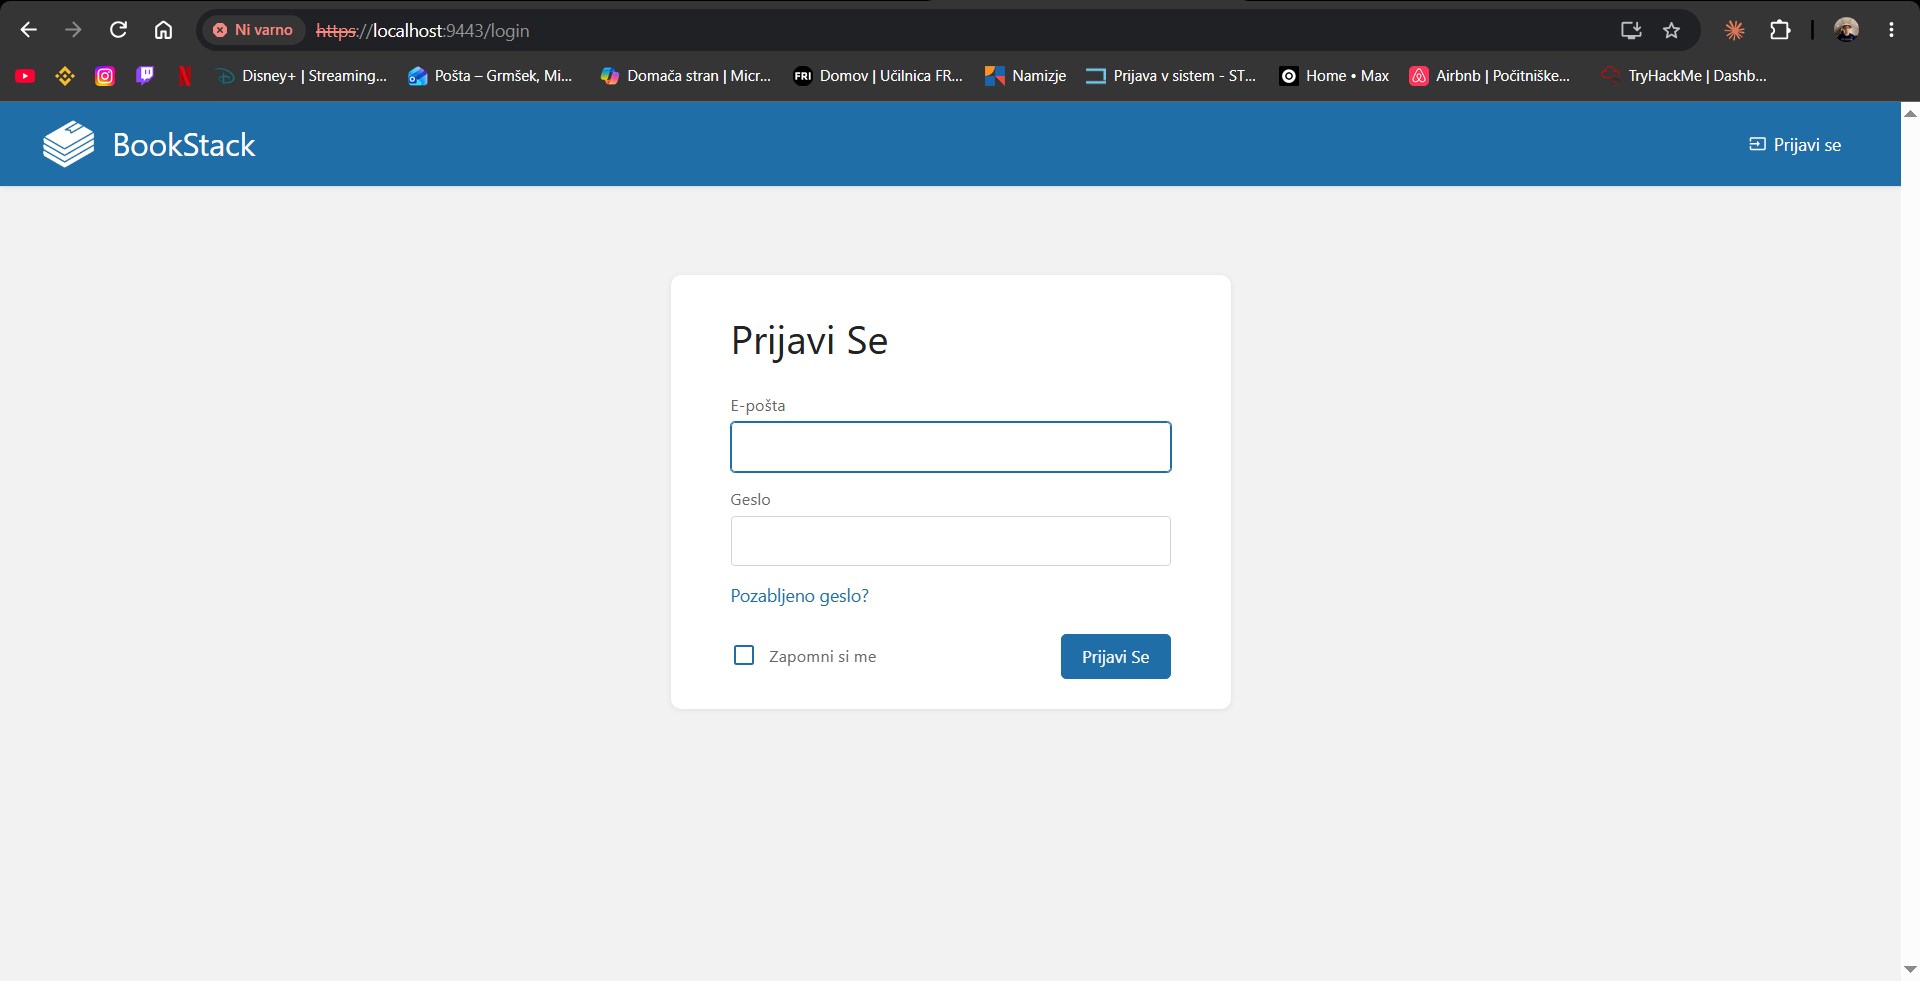 Ni varno https://localhost:9443/login
Disney+ | Streaming... Pošta – Grmšek, Mi... Domača stran | Micr... FRI Domov | Učilnica FR... Namizje Prijava v sistem - ST... Home • Max Airbnb | Počitniške... TryHackMe | Dashb...
BookStack Prijavi se
Prijavi Se
E-pošta
Geslo
Pozabljeno geslo?
Zapomni si me Prijavi Se